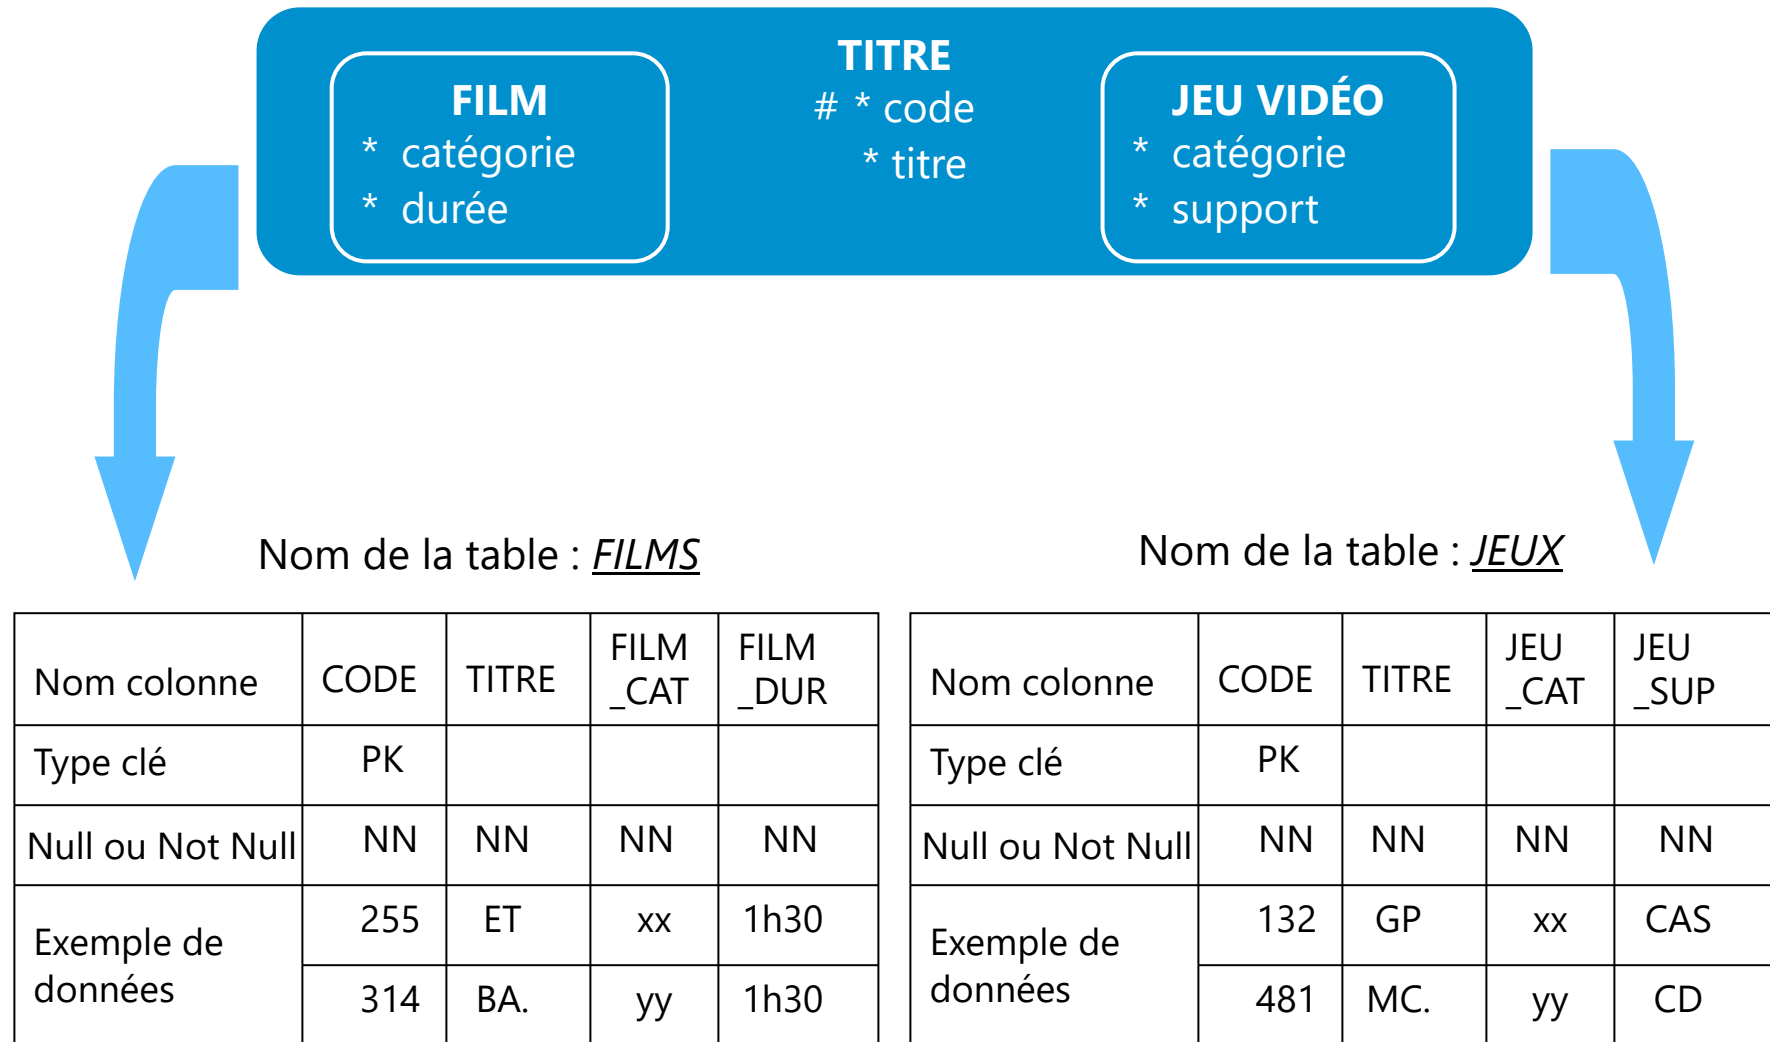 TITRE
# * code
* titre
FILM
* catégorie
* durée
JEU VIDÉO
* catégorie
* support
Nom de la table : FILMS
Nom colonne CODE TITRE FILM _CAT FILM _DUR
Type clé PK
Null ou Not Null NN NN NN NN
Exemple de données 255 ET xx 1h30
314 BA. yy 1h30
Nom de la table : JEUX
Nom colonne CODE TITRE JEU _CAT JEU _SUP
Type clé PK
Null ou Not Null NN NN NN NN
Exemple de données 132 GP xx CAS
481 MC. yy CD